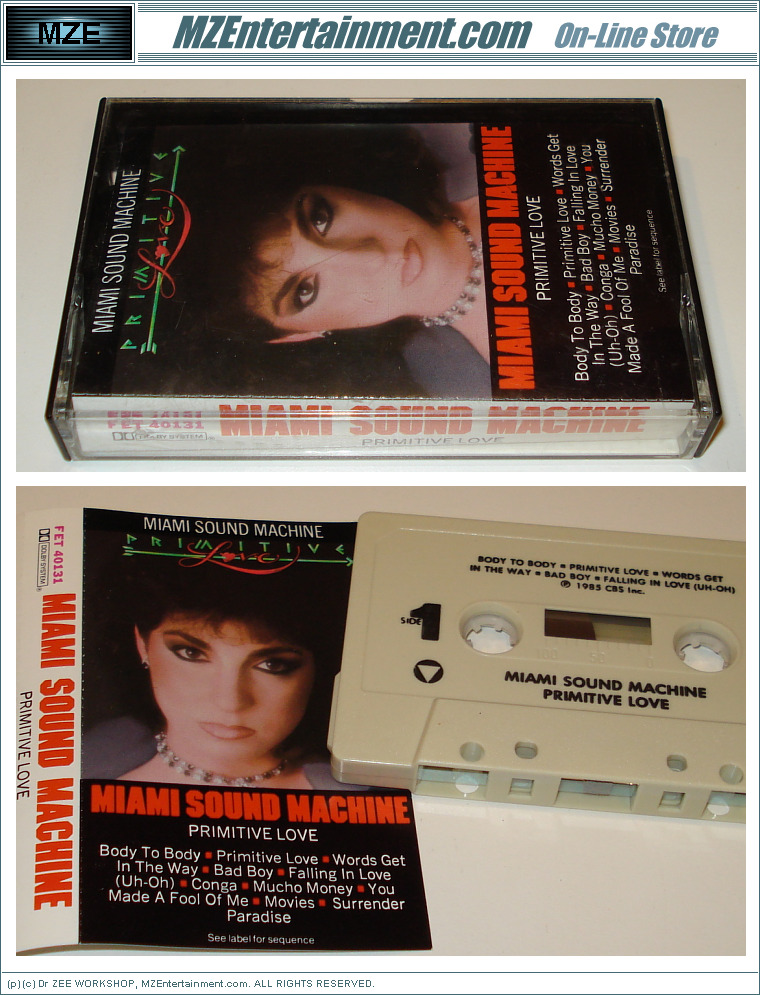 MZE
MZEntertainment.com On-Line Store
MIAMI SOUND MACHINE
PRIMITIVE
Love
MIAMI SOUND MACHINE
PRIMITIVE LOVE
Body To Body ▪ Primitive Love ▪ Words Get
In The Way ▪ Bad Boy ▪ Falling In Love
(Uh-Oh) ▪ Conga ▪ Mucho Money ▪ You
Made A Fool Of Me ▪ Movies ▪ Surrender
Paradise
See label for sequence
FET 40131
DOLBY SYSTEM
MIAMI SOUND MACHINE
PRIMITIVE LOVE
FET 40131
DOLBY SYSTEM
MIAMI SOUND MACHINE
PRIMITIVE LOVE
MIAMI SOUND MACHINE
PRIMITIVE
Love
MIAMI SOUND MACHINE
PRIMITIVE LOVE
Body To Body ▪ Primitive Love ▪ Words Get
In The Way ▪ Bad Boy ▪ Falling In Love
(Uh-Oh) ▪ Conga ▪ Mucho Money ▪ You
Made A Fool Of Me ▪ Movies ▪ Surrender
Paradise
See label for sequence
BODY TO BODY ▪ PRIMITIVE LOVE ▪ WORDS GET
IN THE WAY ▪ BAD BOY ▪ FALLING IN LOVE (UH-OH)
℗ 1985 CBS Inc.
SIDE 1
100 50 0
MIAMI SOUND MACHINE
PRIMITIVE LOVE
(p)(c) Dr ZEE WORKSHOP, MZEntertainment.com. ALL RIGHTS RESERVED.